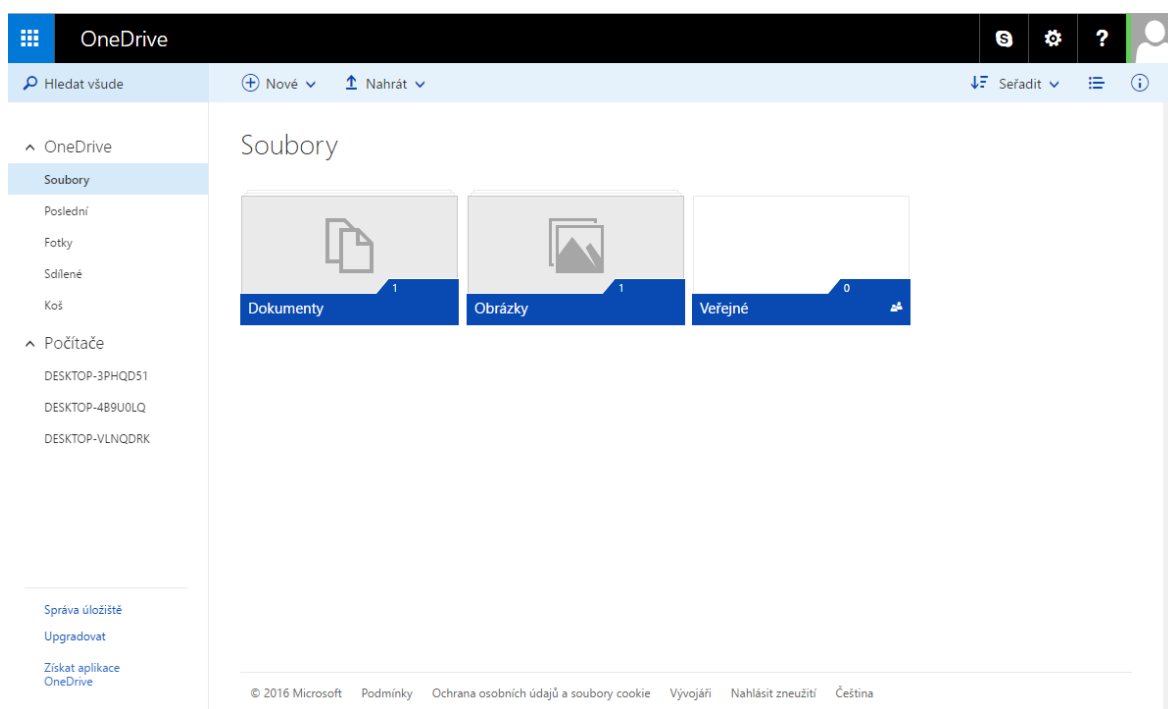 OneDrive
Hledat všude
Nové
Nahrát
Seřadit
OneDrive
Soubory
Poslední
Fotky
Sdílené
Koš
Počítače
DESKTOP-3PHQD51
DESKTOP-4B9U0LQ
DESKTOP-VLNQDRK
Správa úložiště
Upgradovat
Získat aplikace
OneDrive
Soubory
1
Dokumenty
1
Obrázky
0
Veřejné
© 2016 Microsoft Podmínky Ochrana osobních údajů a soubory cookie Vývojáři Nahlásit zneužití Čeština